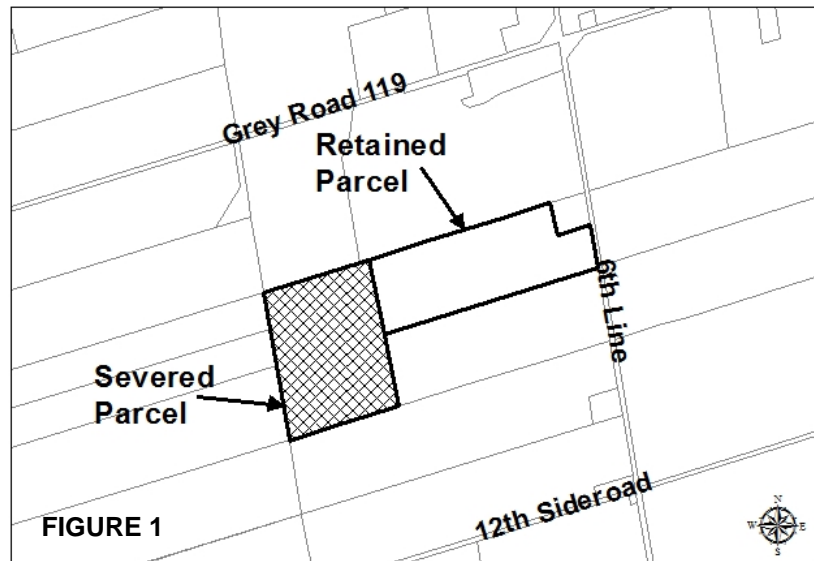 Grey Road 119
Retained
Parcel
6th Line
Severed
Parcel
12th Sideroad
FIGURE 1
N
W E
S